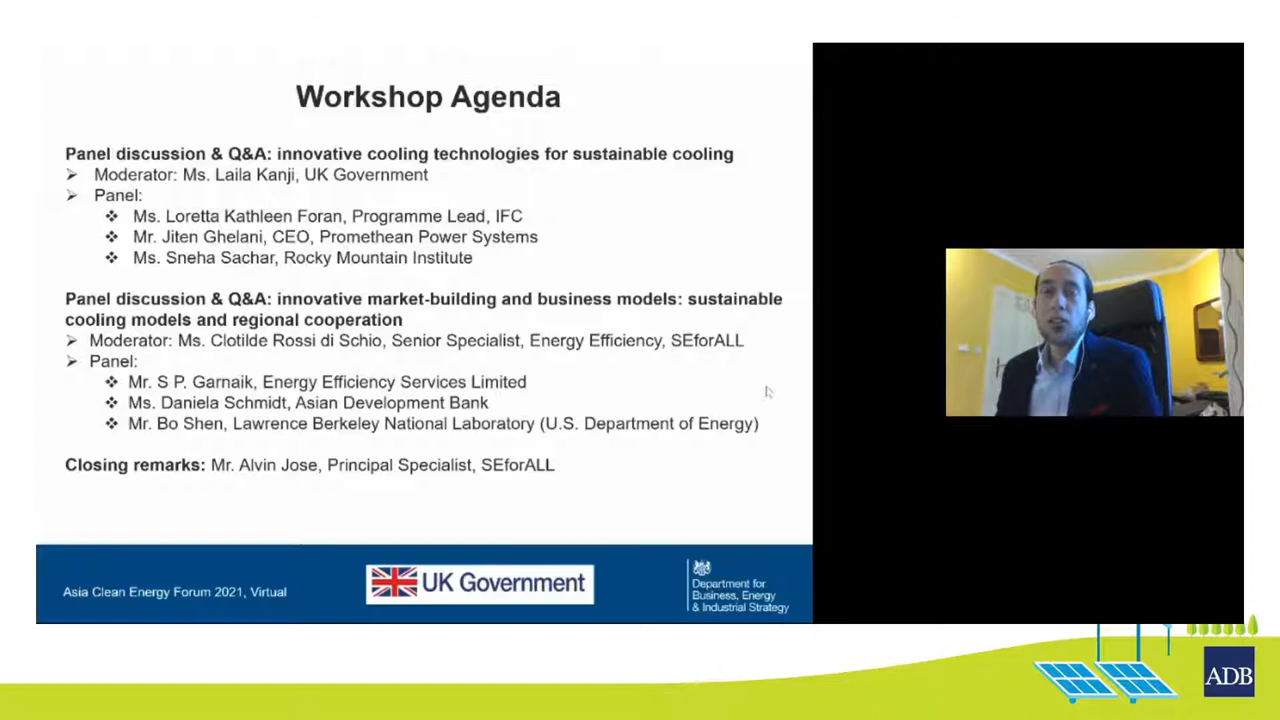 Workshop Agenda
Panel discussion & Q&A: innovative cooling technologies for sustainable cooling
➢ Moderator: Ms. Laila Kanji, UK Government
➢ Panel:
❖ Ms. Loretta Kathleen Foran, Programme Lead, IFC
❖ Mr. Jiten Ghelani, CEO, Promethean Power Systems
❖ Ms. Sneha Sachar, Rocky Mountain Institute
Panel discussion & Q&A: innovative market-building and business models: sustainable
cooling models and regional cooperation
➢ Moderator: Ms. Clotilde Rossi di Schio, Senior Specialist, Energy Efficiency, SEforALL
➢ Panel:
❖ Mr. S P. Garnaik, Energy Efficiency Services Limited
❖ Ms. Daniela Schmidt, Asian Development Bank
❖ Mr. Bo Shen, Lawrence Berkeley National Laboratory (U.S. Department of Energy)
Closing remarks: Mr. Alvin Jose, Principal Specialist, SEforALL
Asia Clean Energy Forum 2021, Virtual
UK Government
Department for
Business, Energy
& Industrial Strategy
ADB